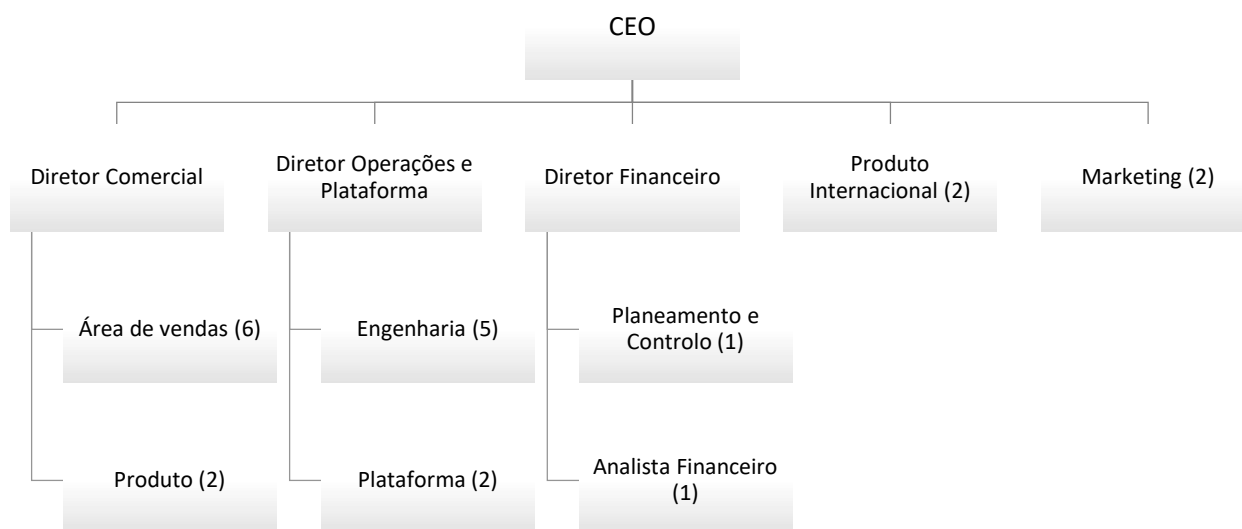 CEO
Diretor Comercial
Diretor Operações e
Plataforma
Diretor Financeiro
Produto
Internacional (2)
Marketing (2)
Área de vendas (6)
Engenharia (5)
Planeamento e
Controlo (1)
Produto (2)
Plataforma (2)
Analista Financeiro
(1)